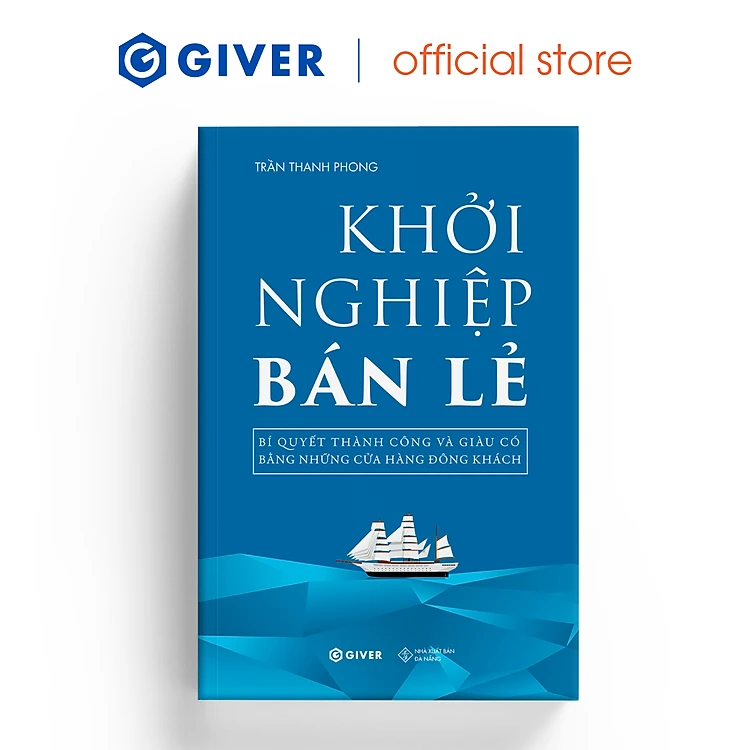 GIVER | official store
TRẦN THANH PHONG
KHỞI
NGHIỆP
BÁN LẺ
BÍ QUYẾT THÀNH CÔNG VÀ GIÀU CÓ
BẰNG NHỮNG CỬA HÀNG ĐÔNG KHÁCH
GIVER
NHÀ XUẤT BẢN
ĐÀ NẴNG